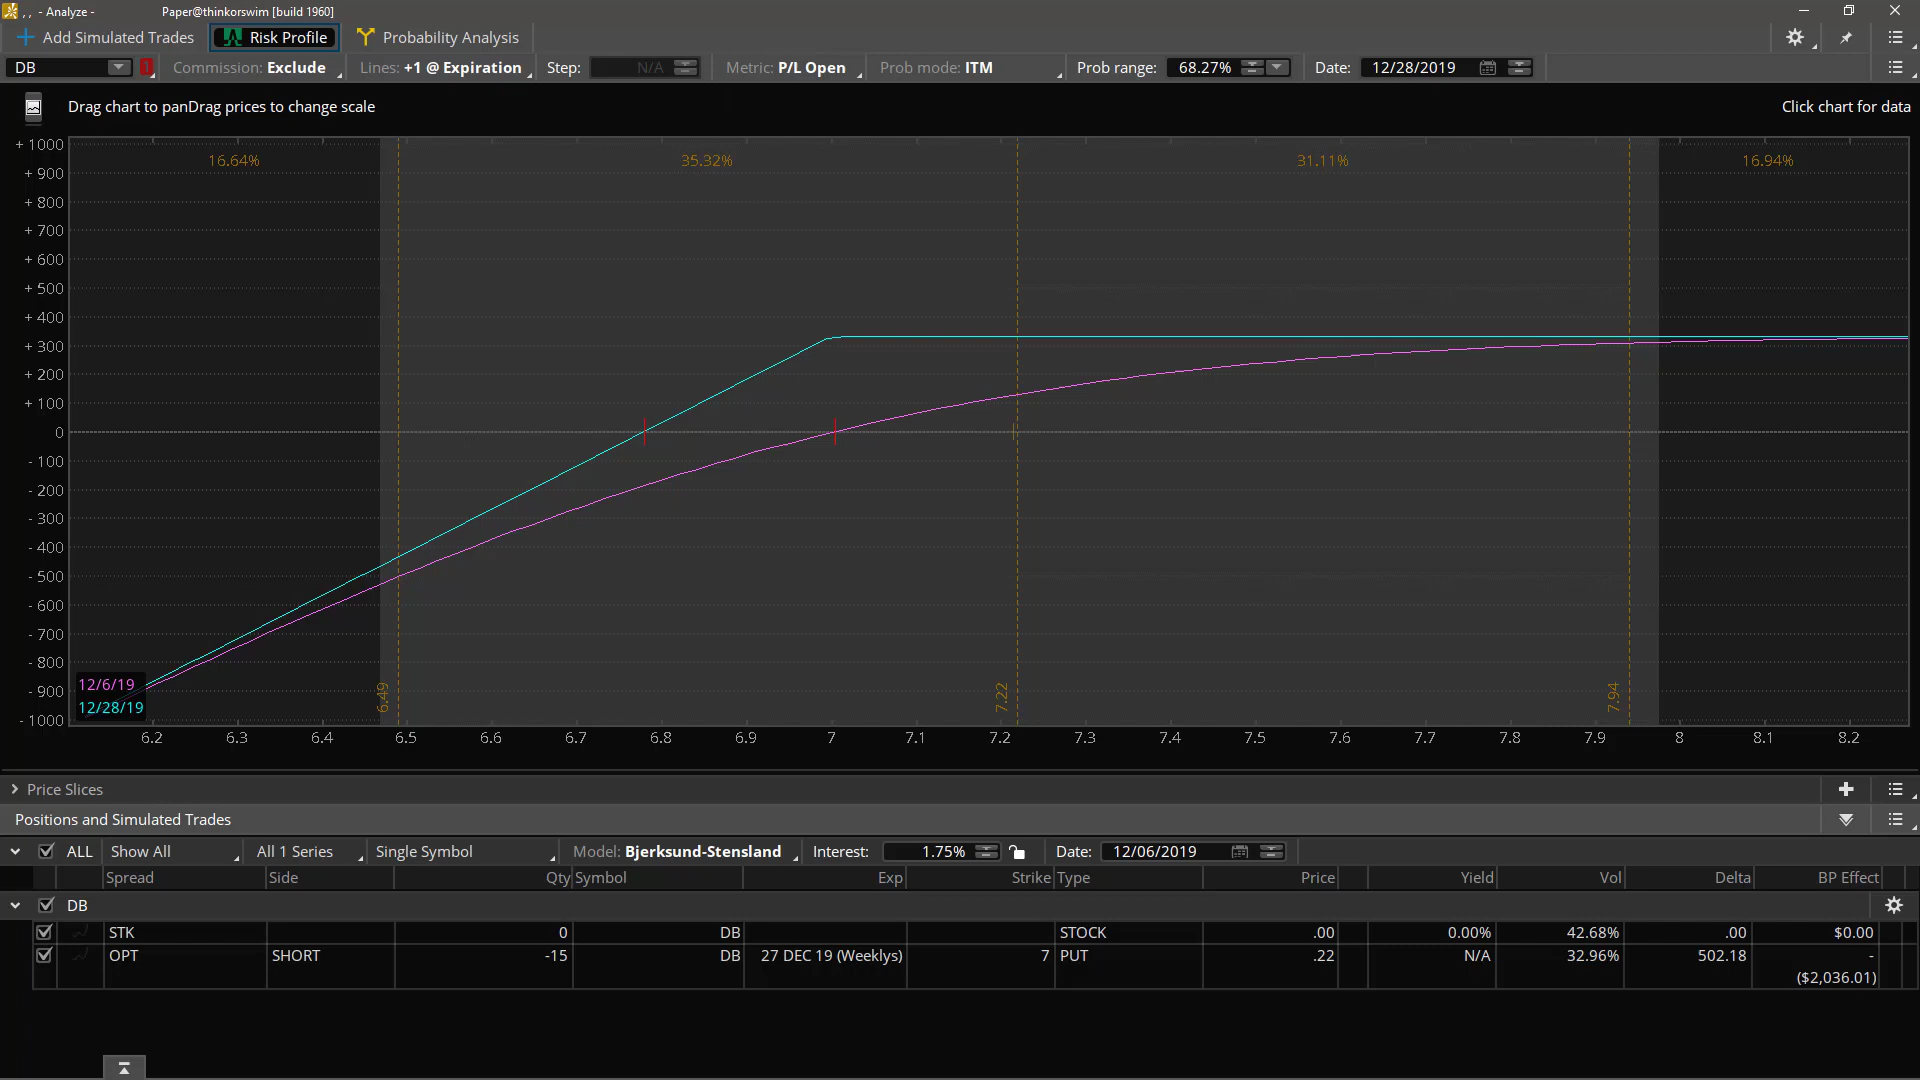 , , - Analyze - Paper@thinkorswim [build 1960]
Add Simulated Trades Risk Profile Probability Analysis
DB 1 Commission: Exclude Lines: +1 @ Expiration Step: N/A Metric: P/L Open Prob mode: ITM Prob range: 68.27% Date: 12/28/2019
Drag chart to panDrag prices to change scale Click chart for data
+ 1000
16.64% 35.32% 31.11% 16.94%
+ 900
+ 800
+ 700
+ 600
+ 500
+ 400
+ 300
+ 200
+ 100
0
- 100
- 200
- 300
- 400
- 500
- 600
- 700
- 800
- 900
- 1000
12/6/19
12/28/19
6.49 7.22 7.94
6.2 6.3 6.4 6.5 6.6 6.7 6.8 6.9 7 7.1 7.2 7.3 7.4 7.5 7.6 7.7 7.8 7.9 8 8.1 8.2
Price Slices
Positions and Simulated Trades
ALL Show All All 1 Series Single Symbol Model: Bjerksund-Stensland Interest: 1.75% Date: 12/06/2019
Spread Side Qty Symbol Exp Strike Type Price Yield Vol Delta BP Effect
DB
STK 0 DB STOCK .00 0.00% 42.68% .00 $0.00
OPT SHORT -15 DB 27 DEC 19 (Weeklys) 7 PUT .22 N/A 32.96% 502.18 -
($2,036.01)